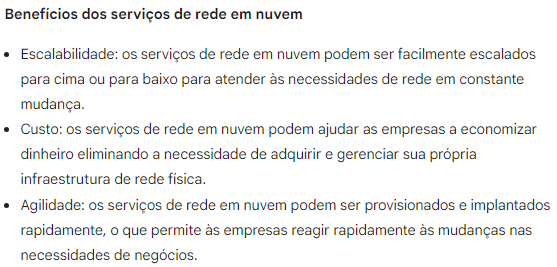 Benefícios dos serviços de rede em nuvem
• Escalabilidade: os serviços de rede em nuvem podem ser facilmente escalados
para cima ou para baixo para atender às necessidades de rede em constante
mudança.
• Custo: os serviços de rede em nuvem podem ajudar as empresas a economizar
dinheiro eliminando a necessidade de adquirir e gerenciar sua própria
infraestrutura de rede física.
• Agilidade: os serviços de rede em nuvem podem ser provisionados e implantados
rapidamente, o que permite às empresas reagir rapidamente às mudanças nas
necessidades de negócios.